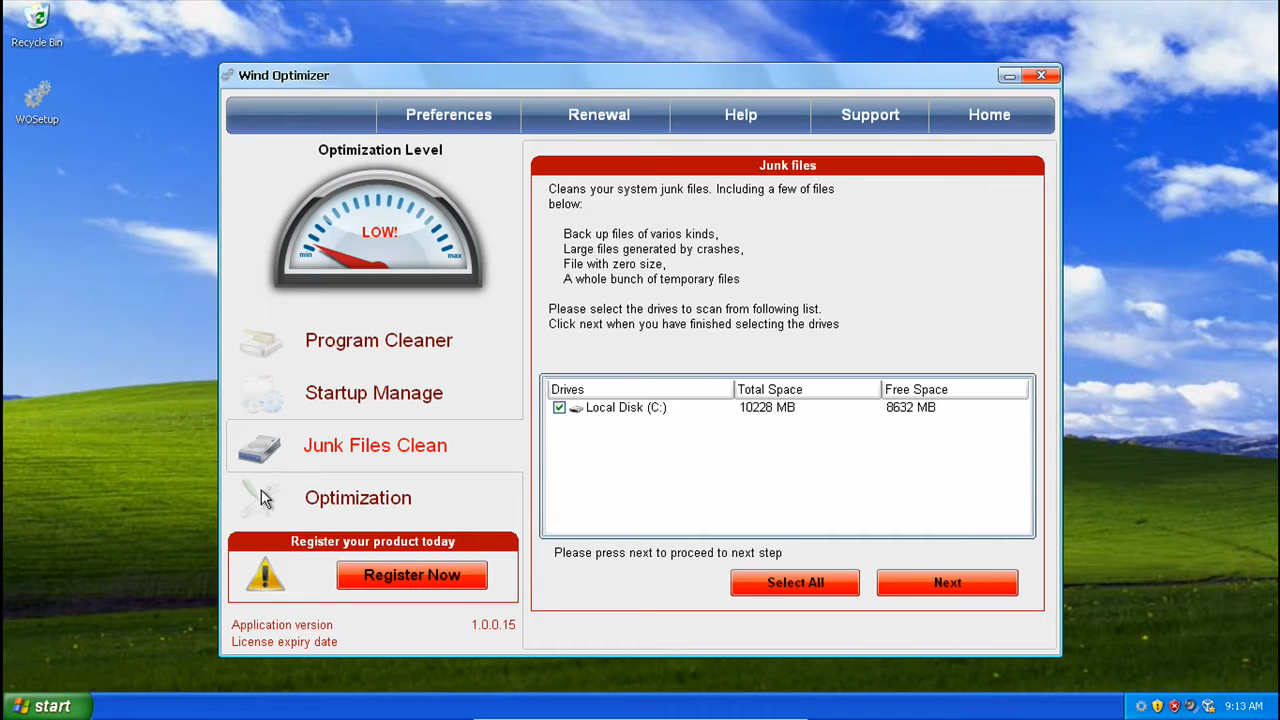 Recycle Bin
WOSetup
Wind Optimizer
Preferences
Renewal
Help
Support
Home
Optimization Level
LOW!
min
max
Program Cleaner
Startup Manage
Junk Files Clean
Optimization
Register your product today
Register Now
Application version 1.0.0.15
License expiry date
Junk files
Cleans your system junk files. Including a few of files
below:
Back up files of varios kinds,
Large files generated by crashes,
File with zero size,
A whole bunch of temporary files
Please select the drives to scan from following list.
Click next when you have finished selecting the drives
Drives Total Space Free Space
Local Disk (C:) 10228 MB 8632 MB
Please press next to proceed to next step
Select All
Next
start
9:13 AM